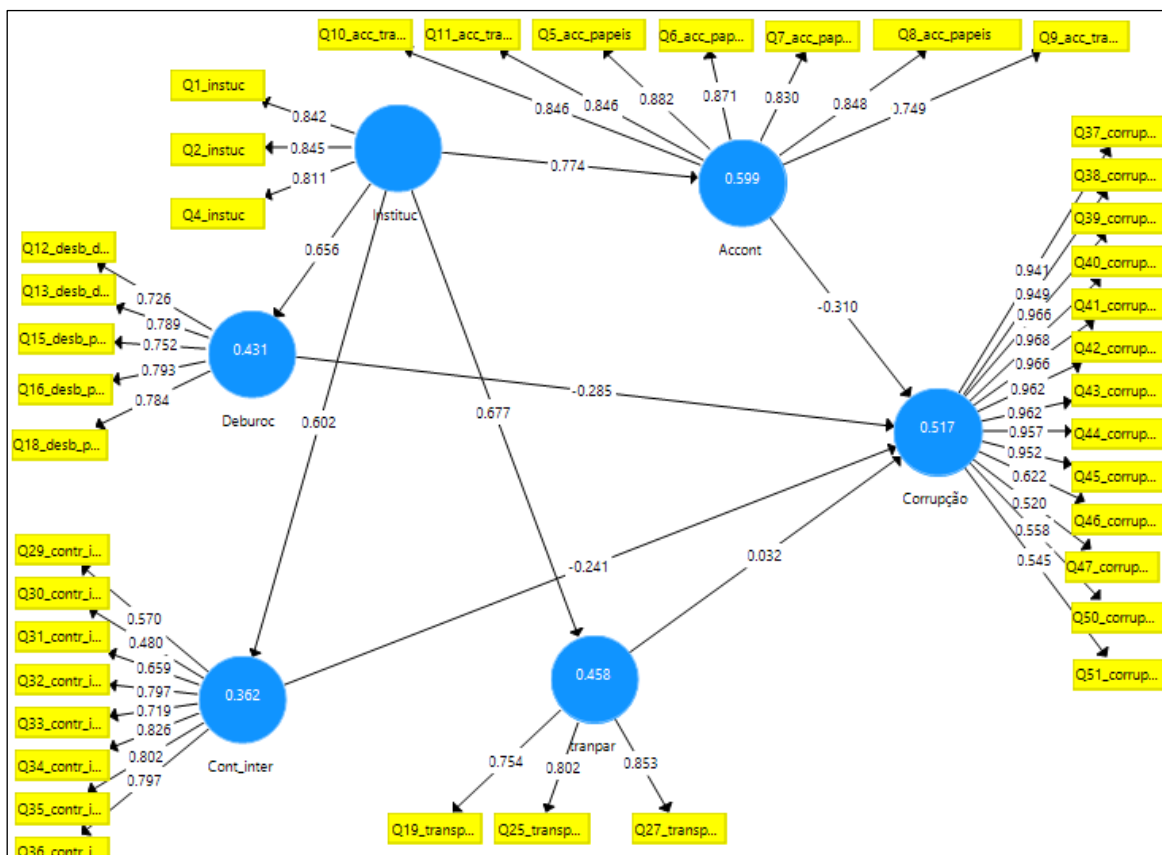 Q10_acc_tra...
Q11_acc_tra...
Q5_acc_papeis
Q6_acc_pap...
Q7_acc_pap...
Q8_acc_papeis
Q9_acc_tra...
0.846
0.846
0.882
0.871
0.830
0.848
0.749
Q1_instuc
Q2_instuc
Q4_instuc
0.842
0.845
0.811
Instituc
0.774
0.599
Accont
0.656
0.602
0.677
-0.310
Q12_desb_d...
Q13_desb_d...
Q15_desb_p...
Q16_desb_p...
Q18_desb_p...
0.726
0.789
0.752
0.793
0.784
0.431
Deburoc
-0.285
Q37_corrup...
Q38_corrup...
Q39_corrup...
Q40_corrup...
Q41_corrup...
Q42_corrup...
Q43_corrup...
Q44_corrup...
Q45_corrup...
Q46_corrup...
Q47_corrup...
Q50_corrup...
Q51_corrup...
0.941
0.949
0.966
0.968
0.966
0.962
0.962
0.957
0.952
0.622
0.520
0.558
0.545
0.517
Corrupção
-0.241
0.032
Q29_contr_i...
Q30_contr_i...
Q31_contr_i...
Q32_contr_i...
Q33_contr_i...
Q34_contr_i...
Q35_contr_i...
Q36_contr_i...
0.570
0.480
0.659
0.797
0.719
0.826
0.802
0.797
0.362
Cont_inter
0.458
tranpar
0.754
0.802
0.853
Q19_transp...
Q25_transp...
Q27_transp...